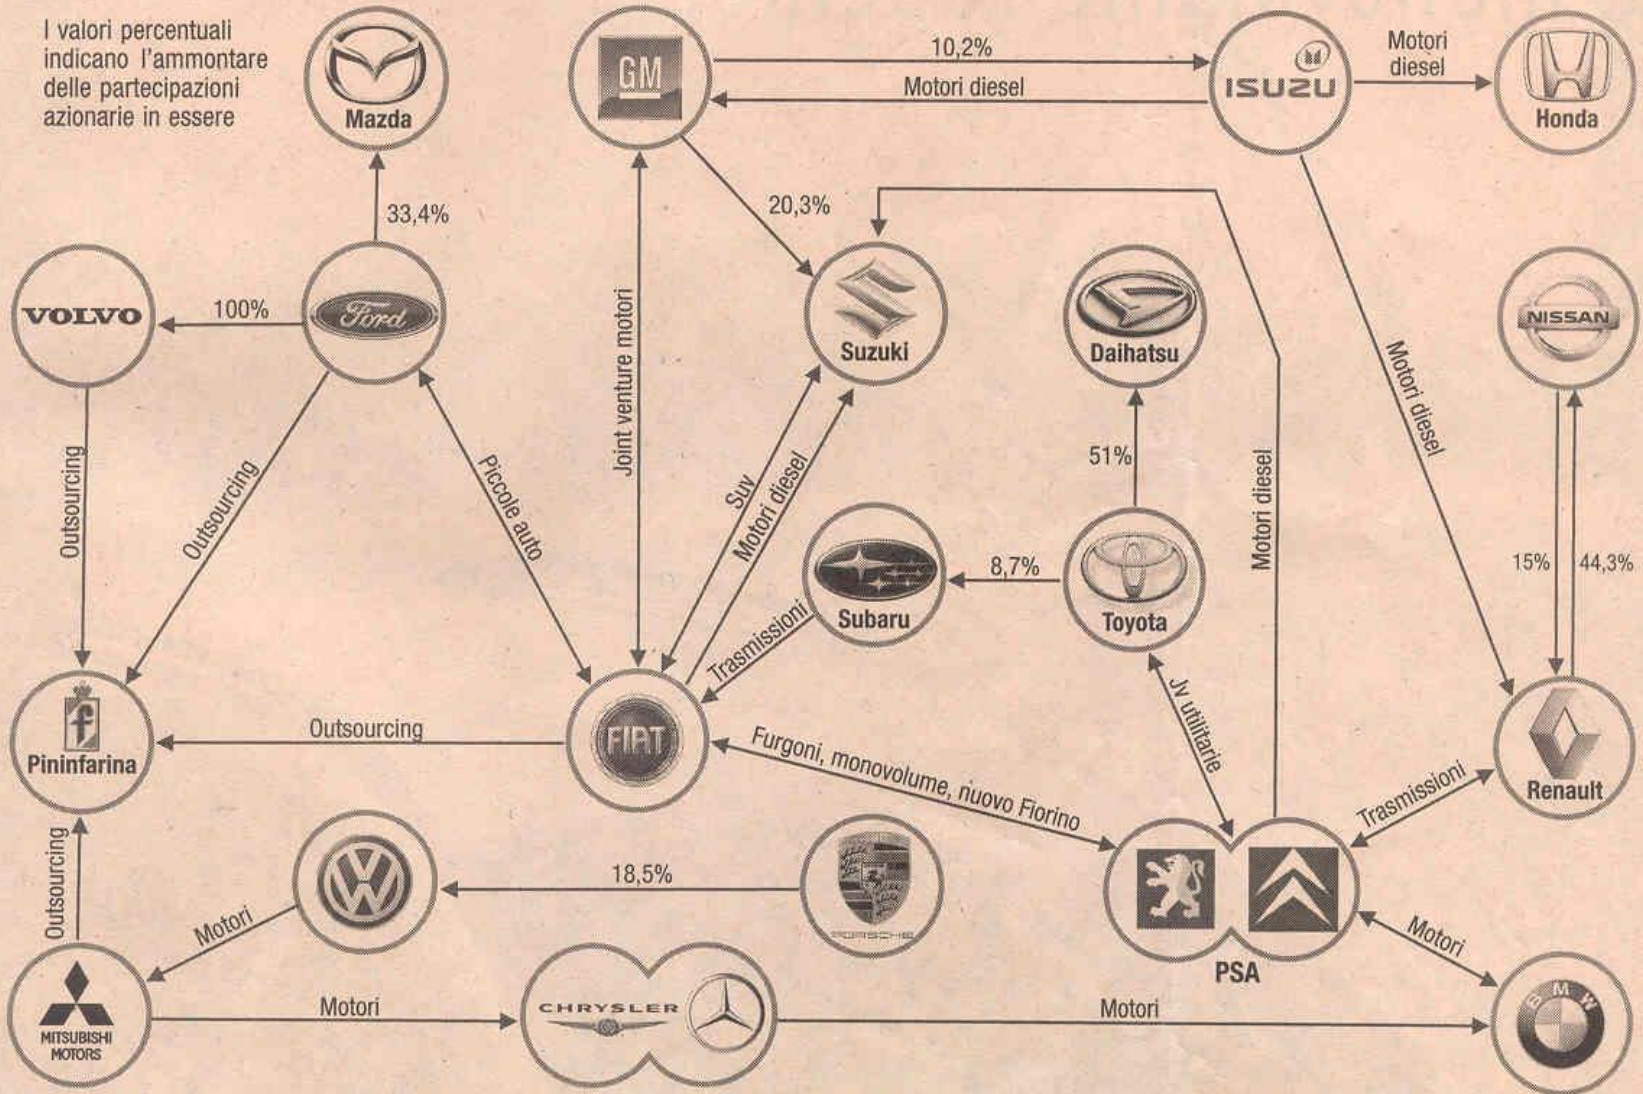 I valori percentuali
indicano l'ammontare
delle partecipazioni
azionarie in essere
Mazda
GM
10,2%
Motori diesel
ISUZU
Motori
diesel
Honda
33,4%
20,3%
VOLVO
100%
Ford
Joint venture motori
Suzuki
Daihatsu
NISSAN
Motori diesel
Outsourcing
Outsourcing
Piccole auto
Suv
Motori diesel
51%
Motori diesel
15%
44,3%
Subaru
8,7%
Toyota
Trasmissioni
Jv utilitarie
f
Pininfarina
Outsourcing
FIAT
Furgoni, monovolume, nuovo Fiorino
Trasmissioni
Renault
Outsourcing
Motori
VW
18,5%
PORSCHE
PSA
Motori
MITSUBISHI
MOTORS
Motori
CHRYSLER
Motori
BMW